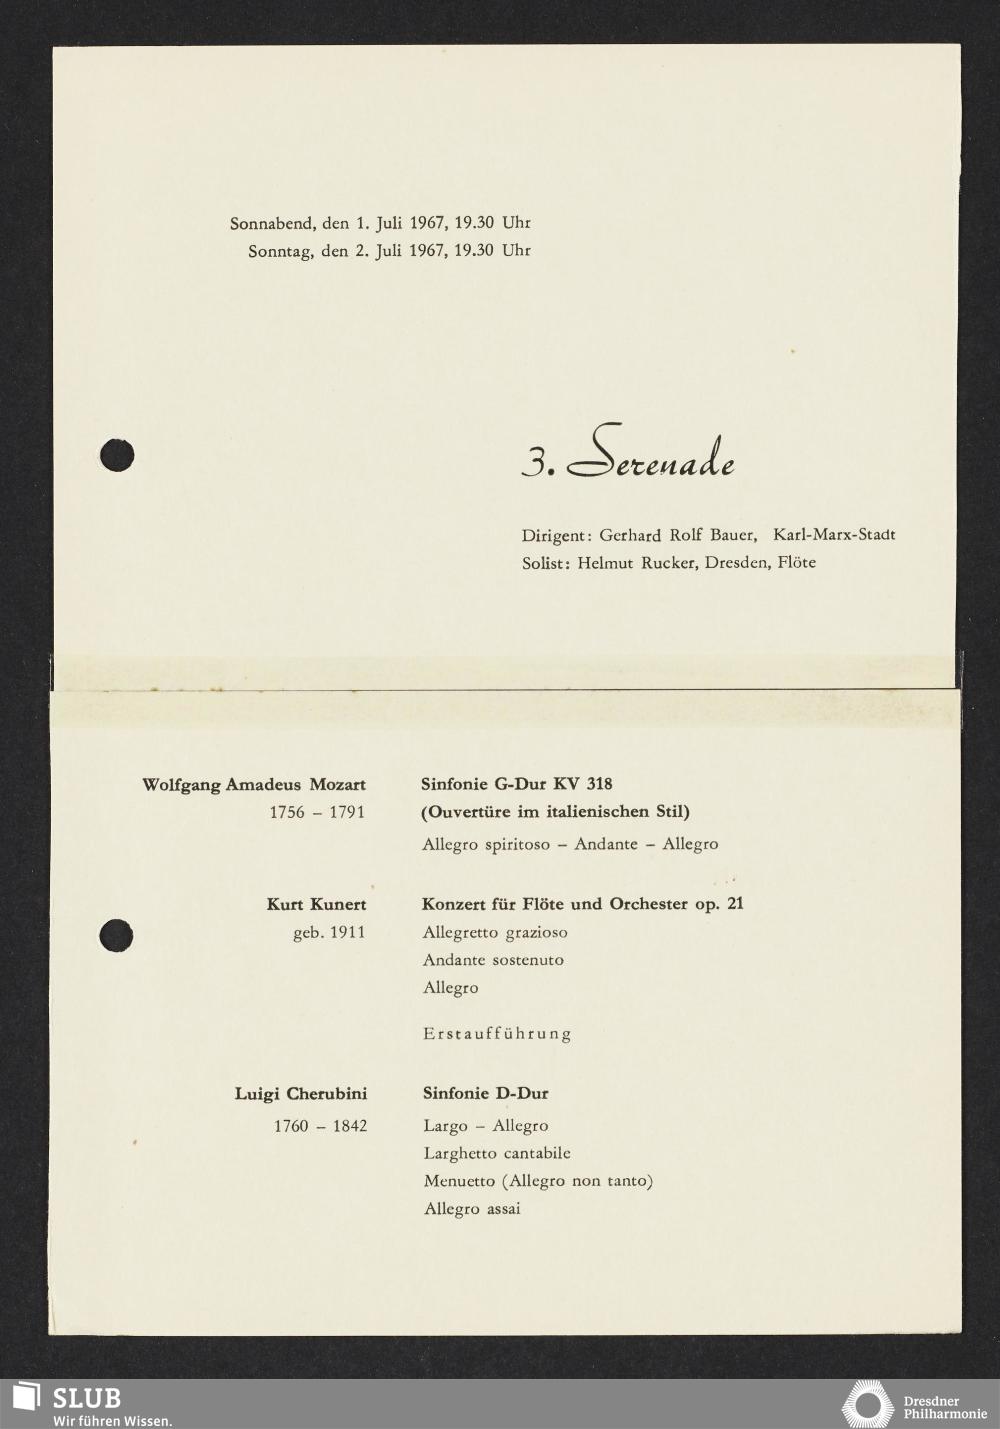 Sonnabend, den 1. Juli 1967, 19.30 Uhr
Sonntag, den 2. Juli 1967, 19.30 Uhr
3. Serenade
Dirigent: Gerhard Rolf Bauer, Karl-Marx-Stadt
Solist: Helmut Rucker, Dresden, Flöte
Wolfgang Amadeus Mozart Sinfonie G-Dur KV 318
1756 – 1791 (Ouvertüre im italienischen Stil)
Allegro spiritoso – Andante – Allegro
Kurt Kunert Konzert für Flöte und Orchester op. 21
geb. 1911 Allegretto grazioso
Andante sostenuto
Allegro
Erstaufführung
Luigi Cherubini Sinfonie D-Dur
1760 – 1842 Largo – Allegro
Larghetto cantabile
Menuetto (Allegro non tanto)
Allegro assai
SLUB
Wir führen Wissen.
Dresdner
Philharmonie